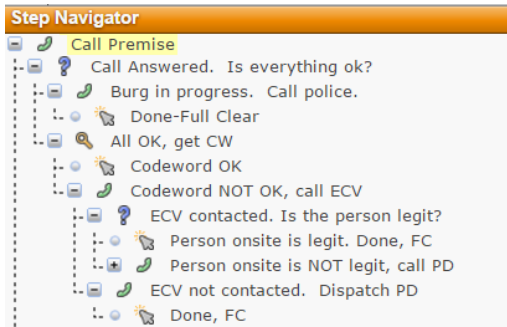 Step Navigator
Call Premise
Call Answered.  Is everything ok?
Burg in progress.  Call police.
Done-Full Clear
All OK, get CW
Codeword OK
Codeword NOT OK, call ECV
ECV contacted. Is the person legit?
Person onsite is legit. Done, FC
Person onsite is NOT legit, call PD
ECV not contacted.  Dispatch PD
Done, FC